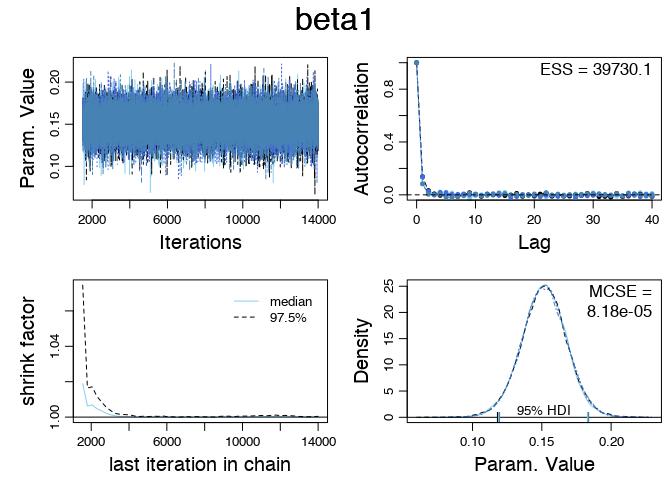 beta1
Param. Value
0.10 0.15 0.20
2000 6000 10000 14000
Iterations
Autocorrelation
0.0 0.4 0.8
ESS = 39730.1
0 10 20 30 40
Lag
shrink factor
1.00 1.04
median
97.5%
2000 6000 10000 14000
last iteration in chain
Density
0 5 10 15 20 25
MCSE =
8.18e-05
95% HDI
0.10 0.15 0.20
Param. Value